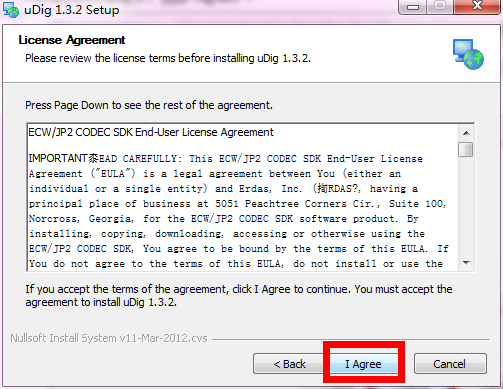 uDig 1.3.2 Setup
License Agreement
Please review the license terms before installing uDig 1.3.2.
Press Page Down to see the rest of the agreement.
ECW/JP2 CODEC SDK End-User License Agreement
IMPORTANT黍EAD CAREFULLY: This ECW/JP2 CODEC SDK End-User License
Agreement ("EULA") is a legal agreement between You (either an
individual or a single entity) and Erdas, Inc. (掏RDAS?, having a
principal place of business at 5051 Peachtree Corners Cir., Suite 100,
Norcross, Georgia, for the ECW/JP2 CODEC SDK software product. By
installing, copying, downloading, accessing or otherwise using the
ECW/JP2 CODEC SDK, You agree to be bound by the terms of this EULA. If
You do not agree to the terms of this EULA, do not install or use the
If you accept the terms of the agreement, click I Agree to continue. You must accept the
agreement to install uDig 1.3.2.
Nullsoft Install System v11-Mar-2012.cvs
< Back
I Agree
Cancel